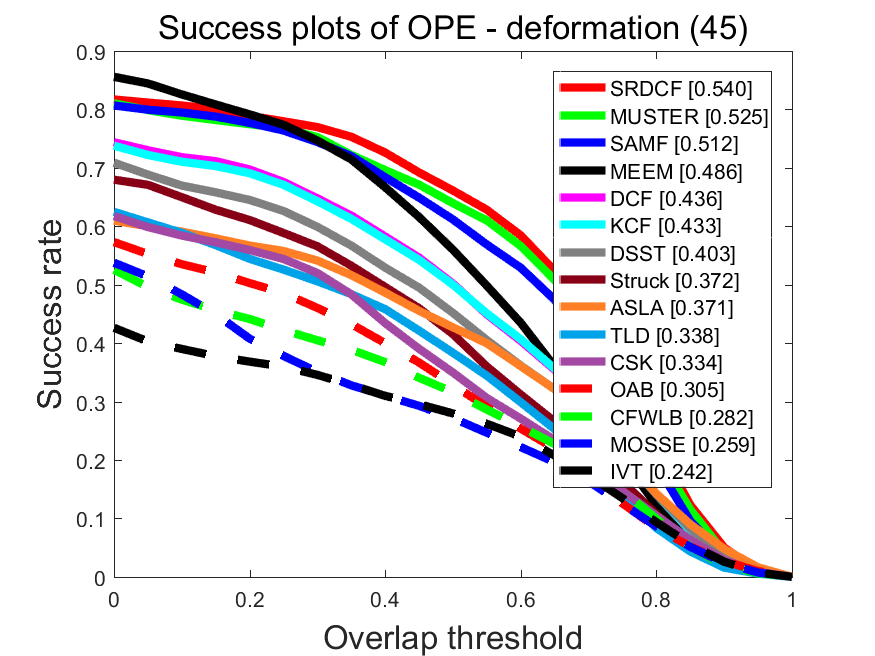 Success plots of OPE - deformation (45)
0.9
0.8
0.7
0.6
0.5
0.4
0.3
0.2
0.1
0
Success rate
SRDCF [0.540]
MUSTER [0.525]
SAMF [0.512]
MEEM [0.486]
DCF [0.436]
KCF [0.433]
DSST [0.403]
Struck [0.372]
ASLA [0.371]
TLD [0.338]
CSK [0.334]
OAB [0.305]
CFWLB [0.282]
MOSSE [0.259]
IVT [0.242]
0 0.2 0.4 0.6 0.8 1
Overlap threshold